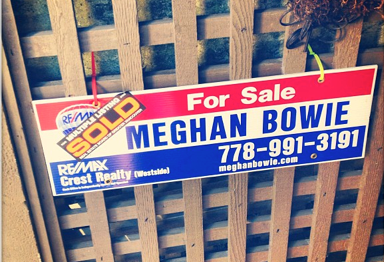 For Sale
RE/MAX
SOLD
MEGHAN BOWIE
778-991-3191
meghanbowie.com
RE/MAX
Crest Realty (Westside)